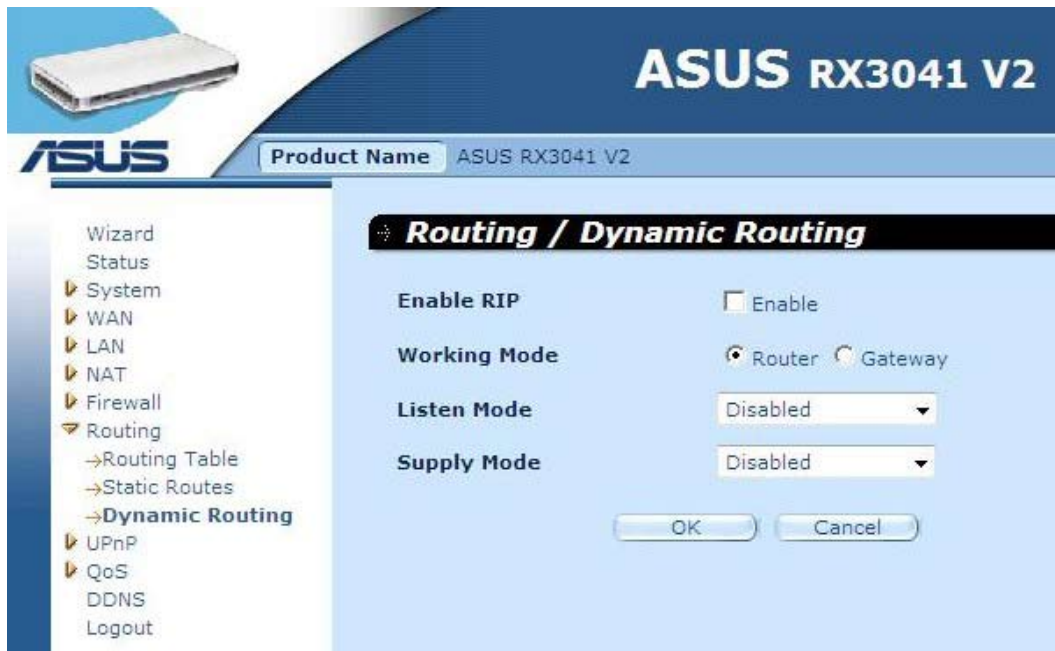 ASUS RX3041 V2
ASUS
Product Name ASUS RX3041 V2
Wizard
Status
System
WAN
LAN
NAT
Firewall
Routing
→Routing Table
→Static Routes
→Dynamic Routing
UPnP
QoS
DDNS
Logout
Routing / Dynamic Routing
Enable RIP Enable
Working Mode Router Gateway
Listen Mode Disabled
Supply Mode Disabled
OK Cancel